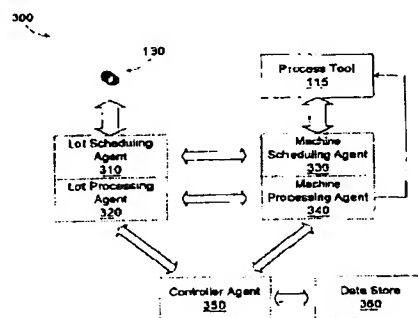 300
130
Process Tool
115
Lot Scheduling
Agent
310
Lot Processing
Agent
320
Machine
Scheduling Agent
330
Machine
Processing Agent
340
Controller Agent
350
Data Store
360